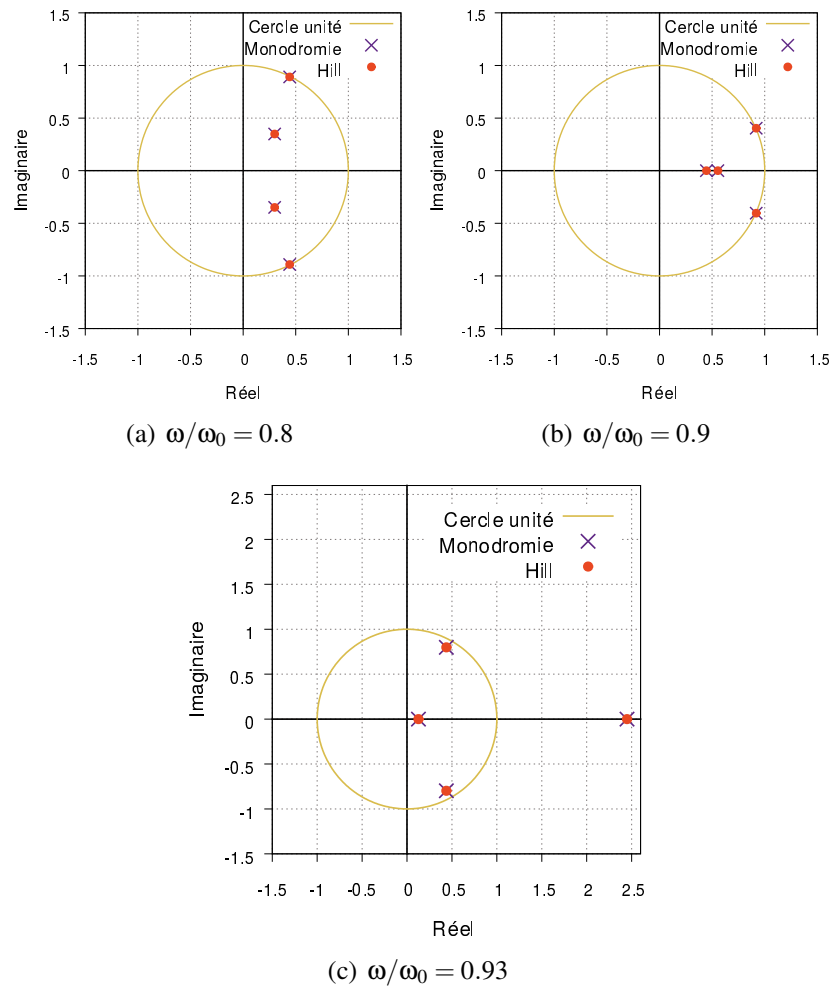 1.5
1
0.5
0
-0.5
-1
-1.5
Imaginaire
Cercle unité
Monodromie
Hill
-1.5 -1 -0.5 0 0.5 1 1.5
Réel
(a) ω/ω₀ = 0.8
1.5
1
0.5
0
-0.5
-1
-1.5
Imaginaire
Cercle unité
Monodromie
Hill
-1.5 -1 -0.5 0 0.5 1 1.5
Réel
(b) ω/ω₀ = 0.9
2.5
2
1.5
1
0.5
0
-0.5
-1
-1.5
Imaginaire
Cercle unité
Monodromie
Hill
-1.5 -1 -0.5 0 0.5 1 1.5 2 2.5
Réel
(c) ω/ω₀ = 0.93